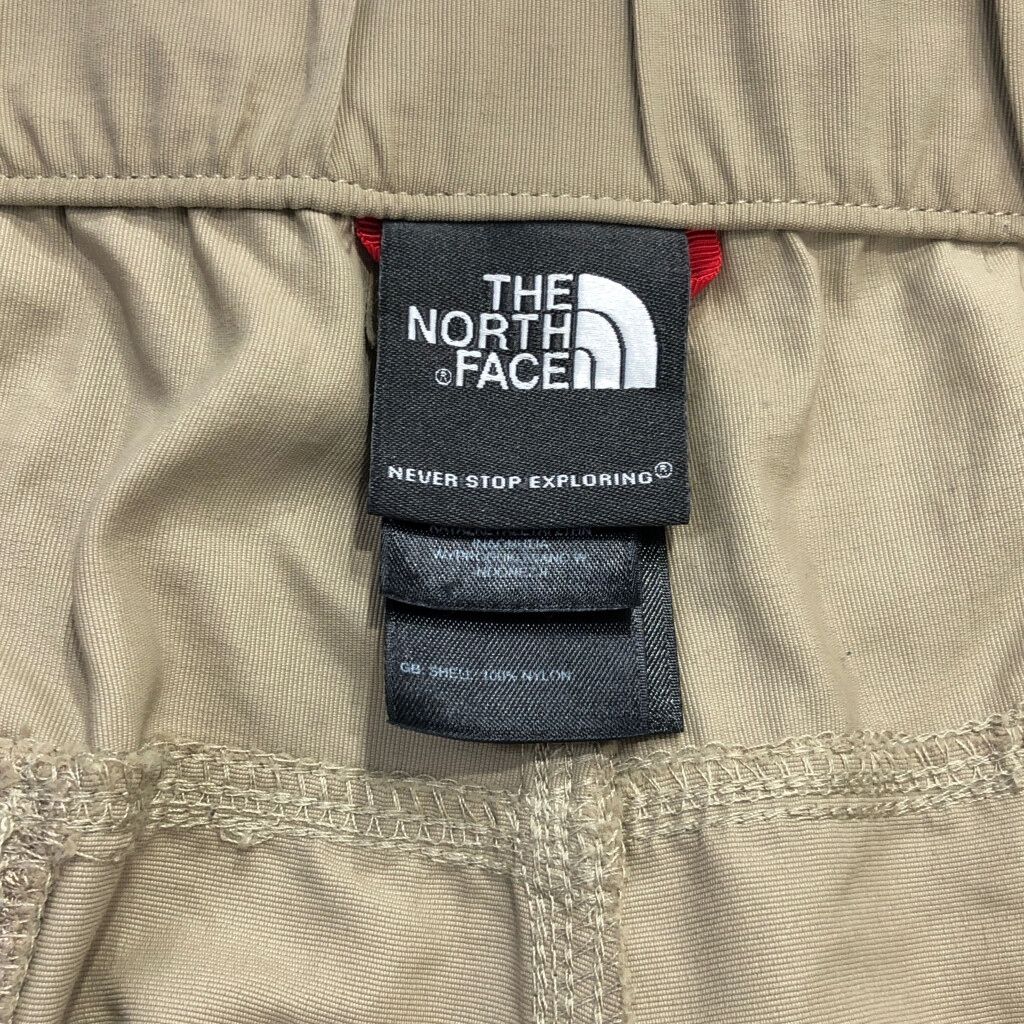 THE
NORTH
®FACE
NEVER STOP EXPLORING®
GB: SHELL: 100% NYLON